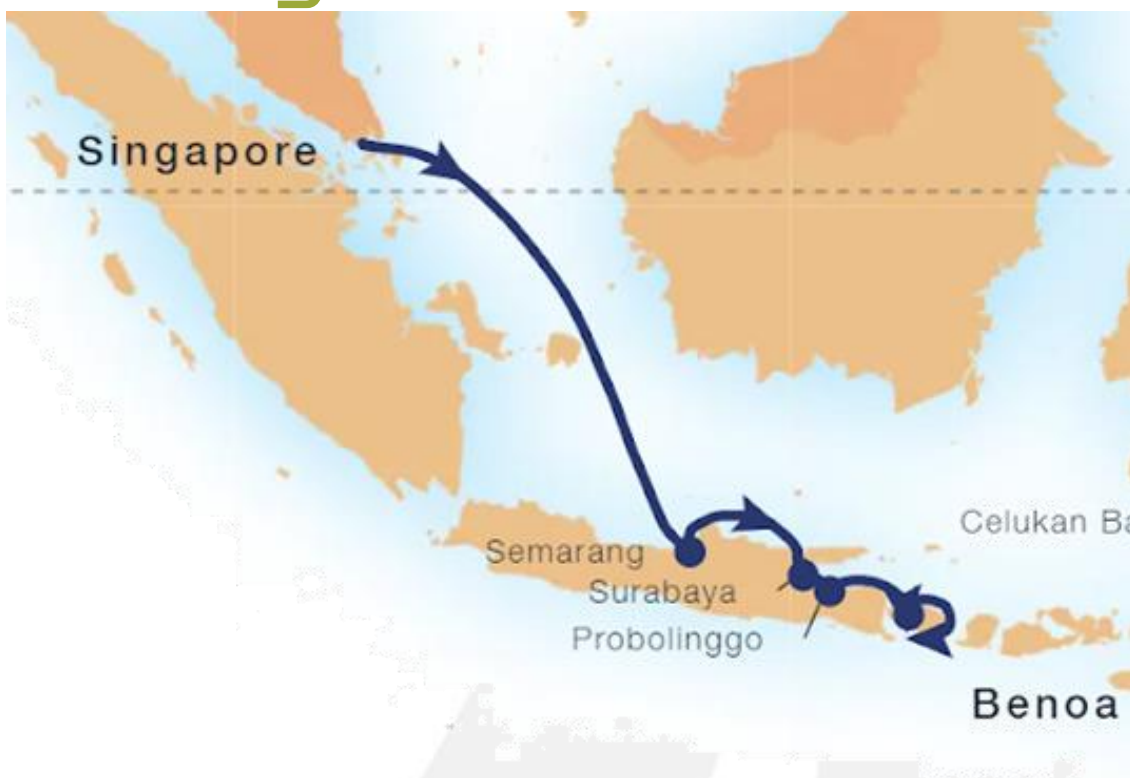 Singapore
Celukan Ba
Semarang
Surabaya
Probolinggo
Benoa